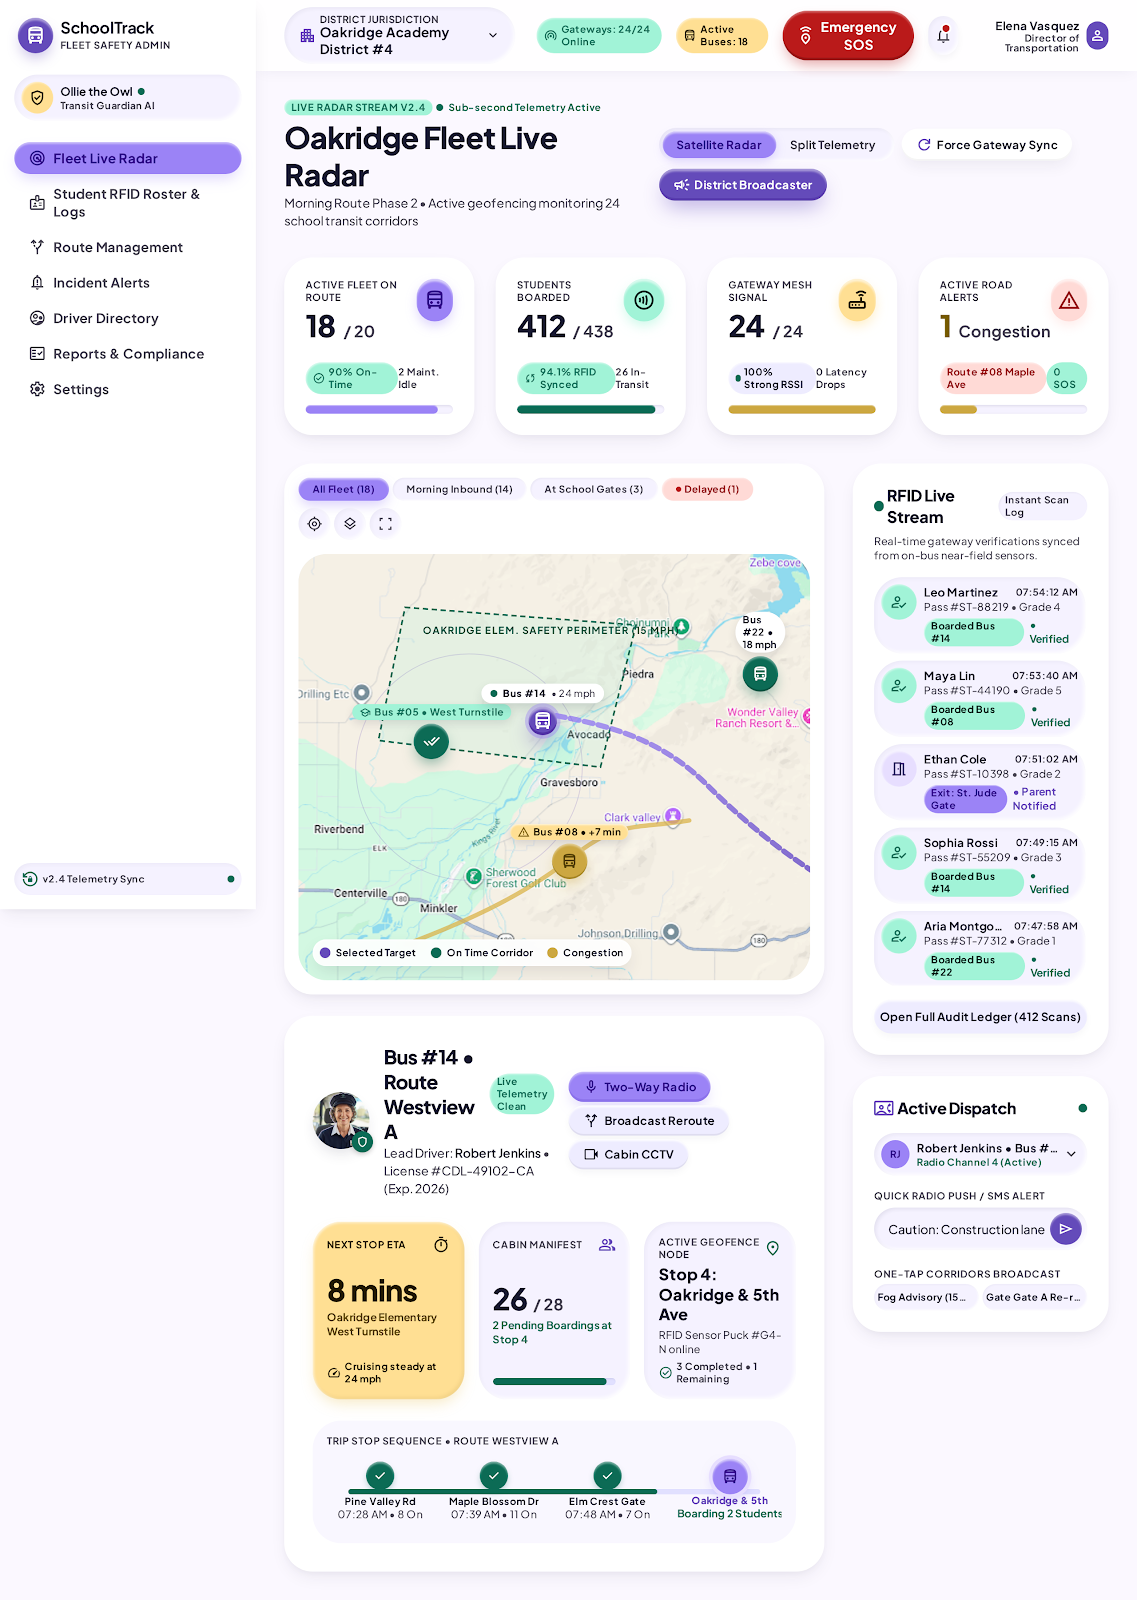 SchoolTrack
FLEET SAFETY ADMIN
Ollie the Owl
Transit Guardian AI
Fleet Live Radar
Student RFID Roster &
Logs
Route Management
Incident Alerts
Driver Directory
Reports & Compliance
Settings
v2.4 Telemetry Sync
DISTRICT JURISDICTION
Oakridge Academy
District #4
Gateways: 24/24
Online
Active
Buses: 18
Emergency
SOS
Elena Vasquez
Director of
Transportation
LIVE RADAR STREAM V2.4
Sub-second Telemetry Active
Oakridge Fleet Live
Radar
Morning Route Phase 2 • Active geofencing monitoring 24
school transit corridors
Satellite Radar
Split Telemetry
Force Gateway Sync
District Broadcaster
ACTIVE FLEET ON
ROUTE
18 / 20
90% On-
Time
2 Maint.
Idle
STUDENTS
BOARDED
412 / 438
94.1% RFID
Synced
26 In-
Transit
GATEWAY MESH
SIGNAL
24 / 24
100%
Strong RSSI
0 Latency
Drops
ACTIVE ROAD
ALERTS
1 Congestion
Route #08 Maple
Ave
0
SOS
All Fleet (18)
Morning Inbound (14)
At School Gates (3)
Delayed (1)
Zebe cove
OAKRIDGE ELEM. SAFETY PERIMETER (15 MPH)
Choinumni
Park
Bus
#22 •
18 mph
Piedra
Drilling Etc
Bus #14 • 24 mph
Bus #05 • West Turnstile
Wonder Valley
Ranch Resort &...
Avocado
Gravesboro
Clark valley
Riverbend
Bus #08 • +7 min
Kings River
ELK
Sherwood
Forest Golf Club
Centerville
180
Minkler
Johnson Drilling
180
180
Selected Target
On Time Corridor
Congestion
RFID Live
Stream
Instant Scan
Log
Real-time gateway verifications synced
from on-bus near-field sensors.
Leo Martinez
07:54:12 AM
Pass #ST-88219 • Grade 4
Boarded Bus
#14
•
Verified
Maya Lin
07:53:40 AM
Pass #ST-44190 • Grade 5
Boarded Bus
#08
•
Verified
Ethan Cole
07:51:02 AM
Pass #ST-10398 • Grade 2
Exit: St. Jude
Gate
• Parent
Notified
Sophia Rossi
07:49:15 AM
Pass #ST-55209 • Grade 3
Boarded Bus
#14
•
Verified
Aria Montgo...
07:47:58 AM
Pass #ST-77312 • Grade 1
Boarded Bus
#22
•
Verified
Open Full Audit Ledger (412 Scans)
Bus #14 •
Route
Westview
A
Live
Telemetry
Clean
Lead Driver: Robert Jenkins •
License #CDL-49102-CA
(Exp. 2026)
Two-Way Radio
Broadcast Reroute
Cabin CCTV
NEXT STOP ETA
8 mins
Oakridge Elementary
West Turnstile
Cruising steady at
24 mph
CABIN MANIFEST
26 / 28
2 Pending Boardings at
Stop 4
ACTIVE GEOFENCE
NODE
Stop 4:
Oakridge & 5th
Ave
RFID Sensor Puck #G4-
N online
3 Completed • 1
Remaining
TRIP STOP SEQUENCE • ROUTE WESTVIEW A
Pine Valley Rd
07:28 AM • 8 On
Maple Blossom Dr
07:39 AM • 11 On
Elm Crest Gate
07:48 AM • 7 On
Oakridge & 5th
Boarding 2 Students
Active Dispatch
RJ
Robert Jenkins • Bus #...
Radio Channel 4 (Active)
QUICK RADIO PUSH / SMS ALERT
Caution: Construction lane
ONE-TAP CORRIDORS BROADCAST
Fog Advisory (15...
Gate Gate A Re-r...